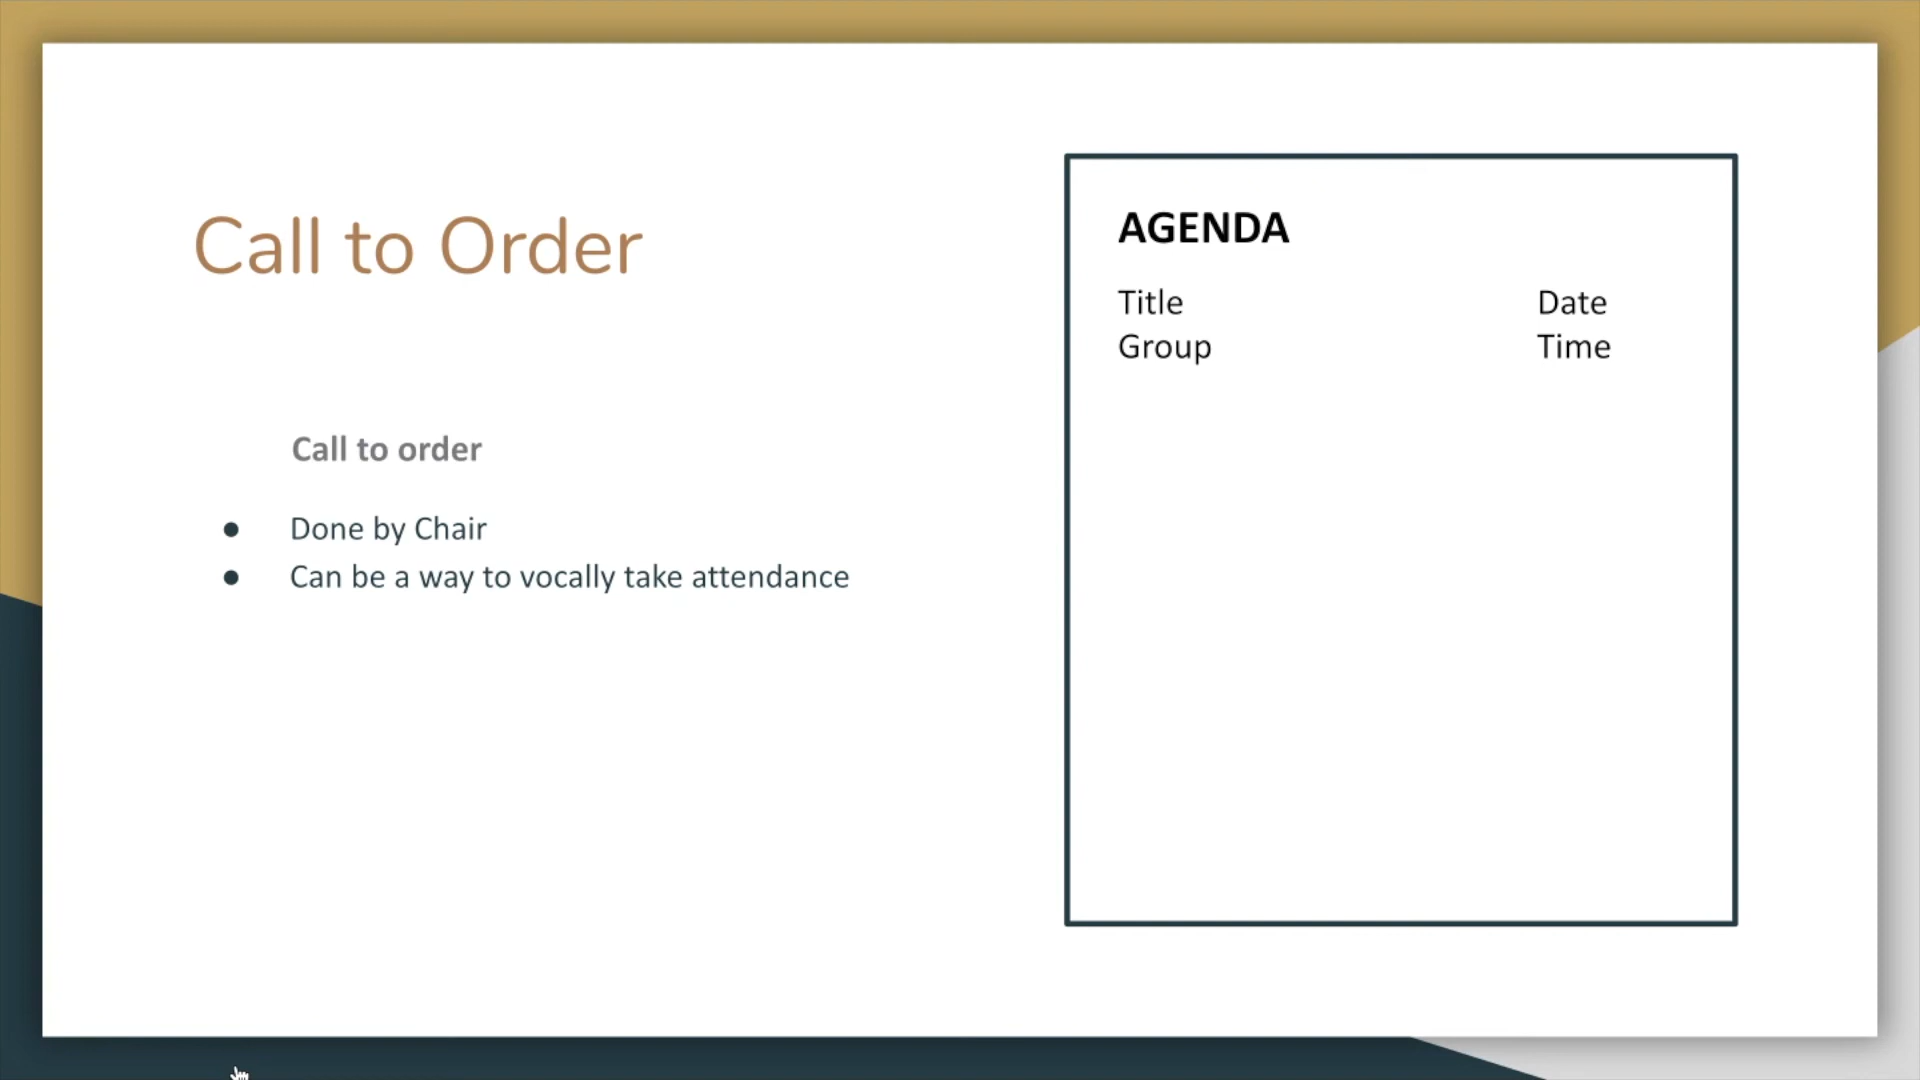 Call to Order
Call to order
● Done by Chair
● Can be a way to vocally take attendance
AGENDA
Title Date
Group Time